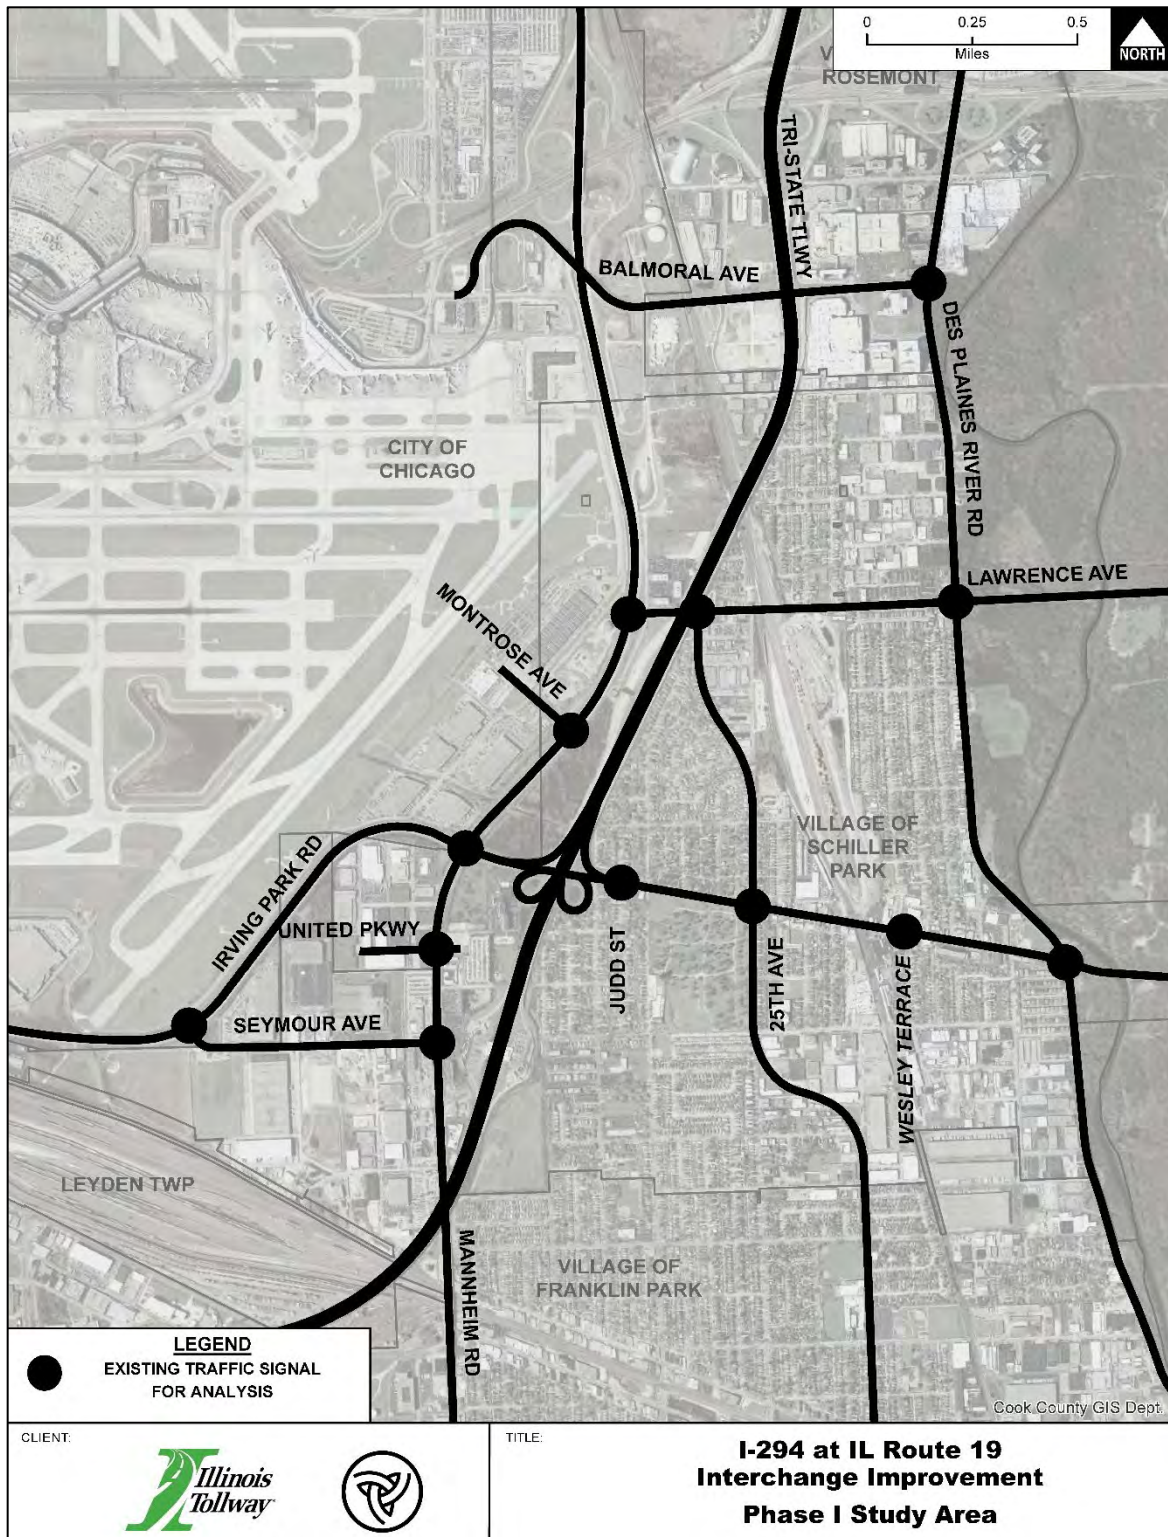 0 0.25 0.5
Miles
NORTH
ROSEMONT
TRI-STATE TLWY
BALMORAL AVE
DES PLAINES RIVER RD
CITY OF
CHICAGO
LAWRENCE AVE
MONTROSE AVE
VILLAGE OF
SCHILLER
PARK
IRVING PARK RD
UNITED PKWY
JUDD ST
25TH AVE
WESLEY TERRACE
SEYMOUR AVE
LEYDEN TWP
MANNHEIM RD
VILLAGE OF
FRANKLIN PARK
LEGEND
EXISTING TRAFFIC SIGNAL
FOR ANALYSIS
Cook County GIS Dept.
CLIENT:
Illinois
Tollway
TITLE:
I-294 at IL Route 19
Interchange Improvement
Phase I Study Area